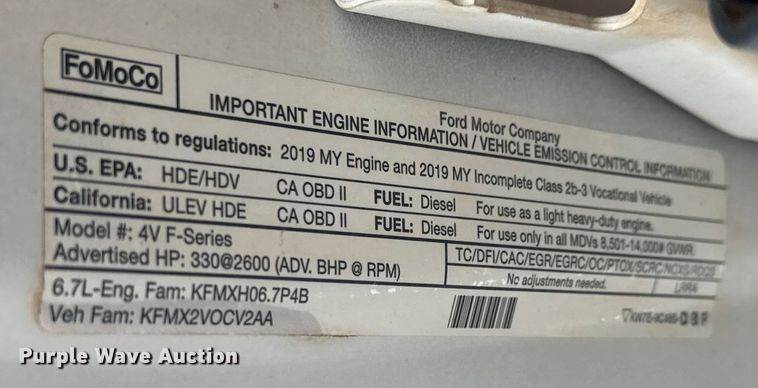 FoMoCo
Ford Motor Company
IMPORTANT ENGINE INFORMATION / VEHICLE EMISSION CONTROL INFORMATION
Conforms to regulations: 2019 MY Engine and 2019 MY Incomplete Class 2b-3 Vocational Vehicle
U.S. EPA: HDE/HDV CA OBD II FUEL: Diesel For use as a light heavy-duty engine.
California: ULEV HDE CA OBD II FUEL: Diesel For use only in all MDVs 8,501-14,000# GVWR.
Model #: 4V F-Series
TC/DFI/CAC/EGR/EGRC/OC/PTOX/SCRC/
Advertised HP: 330@2600 (ADV. BHP @ RPM)
No adjustments needed.
6.7L-Eng. Fam: KFMXH06.7P4B
Veh Fam: KFMX2VOCV2AA
Purple Wave Auction